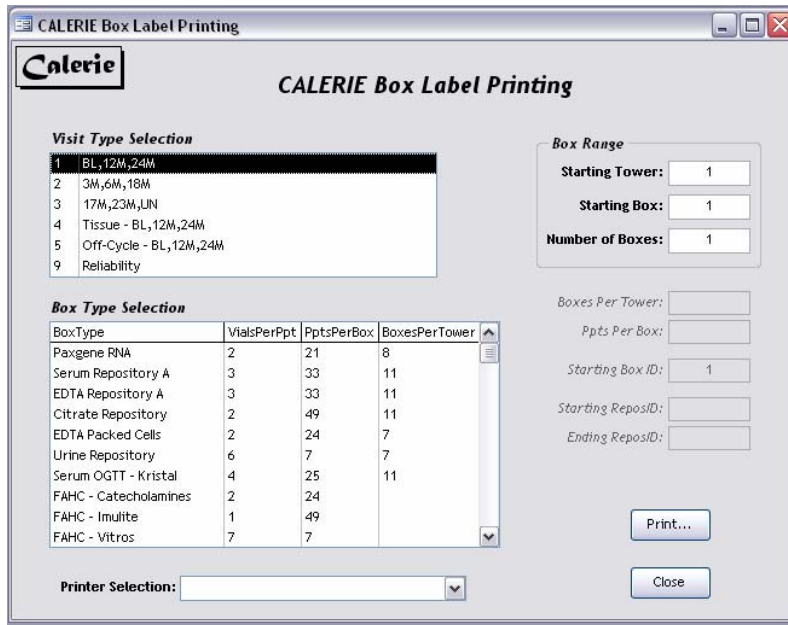 CALERIE Box Label Printing
Calerie
CALERIE Box Label Printing
Visit Type Selection
1 BL,12M,24M
2 3M,6M,18M
3 17M,23M,UN
4 Tissue - BL,12M,24M
5 Off-Cycle - BL,12M,24M
9 Reliability
Box Range
Starting Tower: 1
Starting Box: 1
Number of Boxes: 1
Box Type Selection
BoxType VialsPerPpt PptsPerBox BoxesPerTower
Paxgene RNA 2 21 8
Serum Repository A 3 33 11
EDTA Repository A 3 33 11
Citrate Repository 2 49 11
EDTA Packed Cells 2 24 7
Urine Repository 6 7 7
Serum OGTT - Kristal 4 25 11
FAHC - Catecholamines 2 24
FAHC - Imulite 1 49
FAHC - Vitros 7 7
Boxes Per Tower:
Ppts Per Box:
Starting Box ID: 1
Starting ReposID:
Ending ReposID:
Print...
Printer Selection:
Close